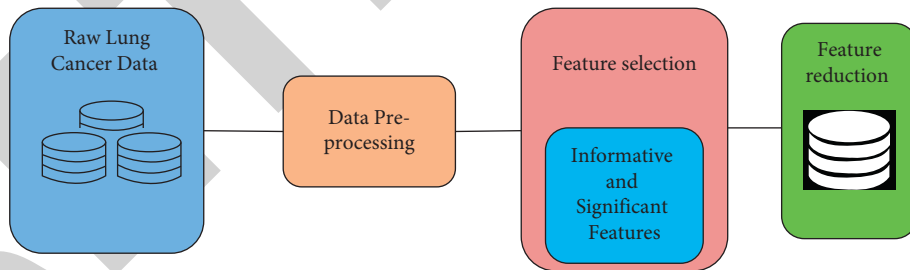 Raw Lung
Cancer Data
Data Pre-
processing
Feature selection
Informative
and
Significant
Features
Feature
reduction